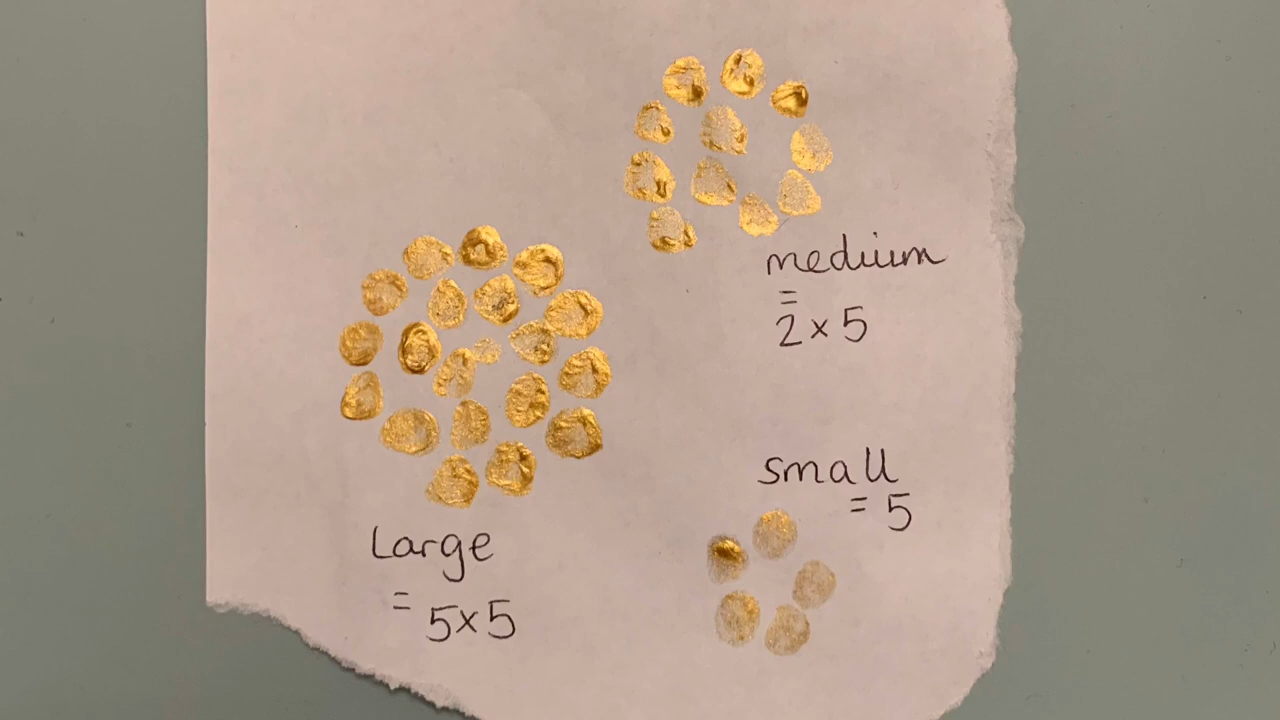 medium
=
2 × 5
small
= 5
Large
= 5×5